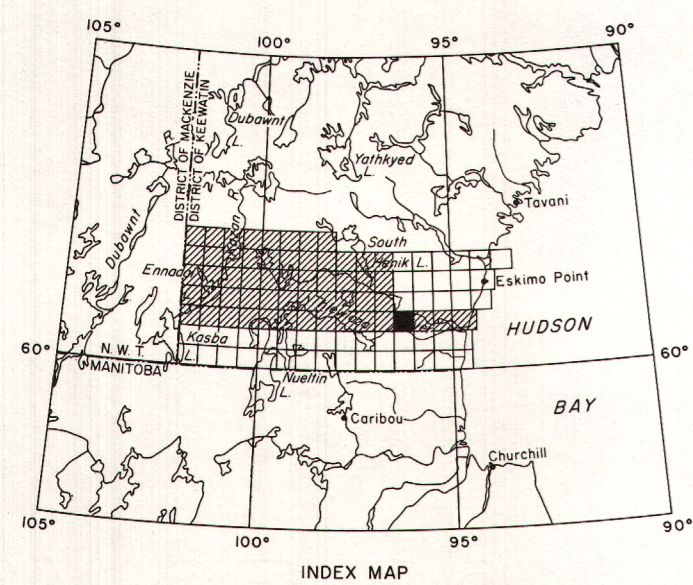 105°
100°
95°
90°
DISTRICT OF MACKENZIE
DISTRICT OF KEEWATIN
Dubawnt
L.
R.
Yathkyed
L.
R.
Kazan
Tavani
Dubawnt
South
Henik L.
Ennadai
L.
Eskimo Point
HUDSON
Kasba
L.
60°
N. W. T.
MANITOBA
60°
Nueltin
L.
BAY
Caribou
Churchill
105°
100°
95°
90°
INDEX MAP